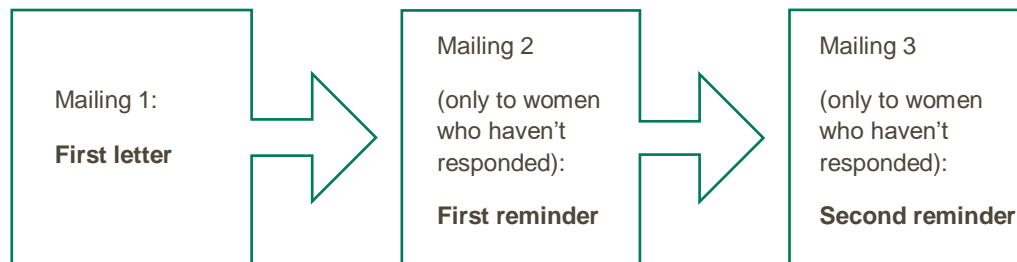 Mailing 1:
First letter
Mailing 2
(only to women
who haven’t
responded):
First reminder
Mailing 3
(only to women
who haven’t
responded):
Second reminder